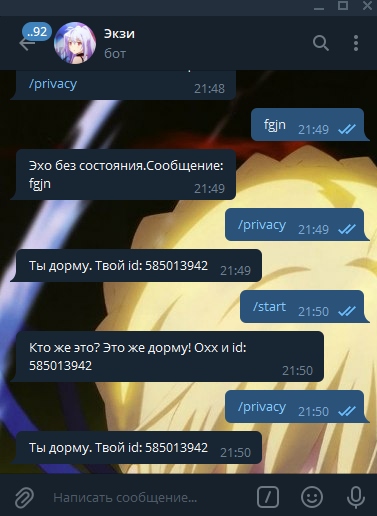 ..92
Экзи
бот
/privacy 21:48
fgjn 21:49
Эхо без состояния.Сообщение:
fgjn 21:49
/privacy 21:49
Ты дорму. Твой id: 585013942 21:49
/start 21:50
Кто же это? Это же дорму! Охх и id:
585013942 21:50
/privacy 21:50
Ты дорму. Твой id: 585013942 21:50
Написать сообщение...